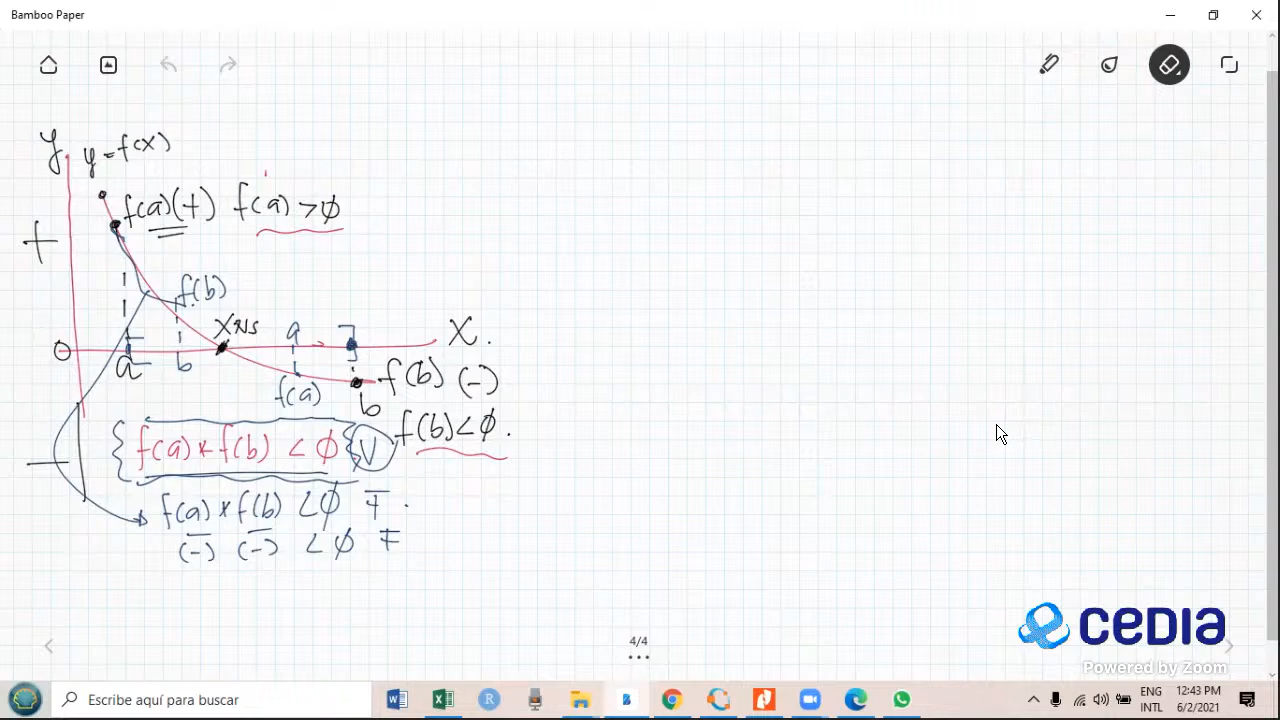 Bamboo Paper
y y = f(x)
f(a)(+) f(a) > ϕ
+
f(b)
xns a ] X.
O [ a b f(a) b f(b) (-)
f(b) < ϕ.
{f(a) * f(b) < ϕ} V
-
f(a) * f(b) < ϕ F.
(-) (-) < ϕ F
cedia
Powered by Zoom
4/4
Escribe aquí para buscar
ENG
INTL
12:43 PM
6/2/2021